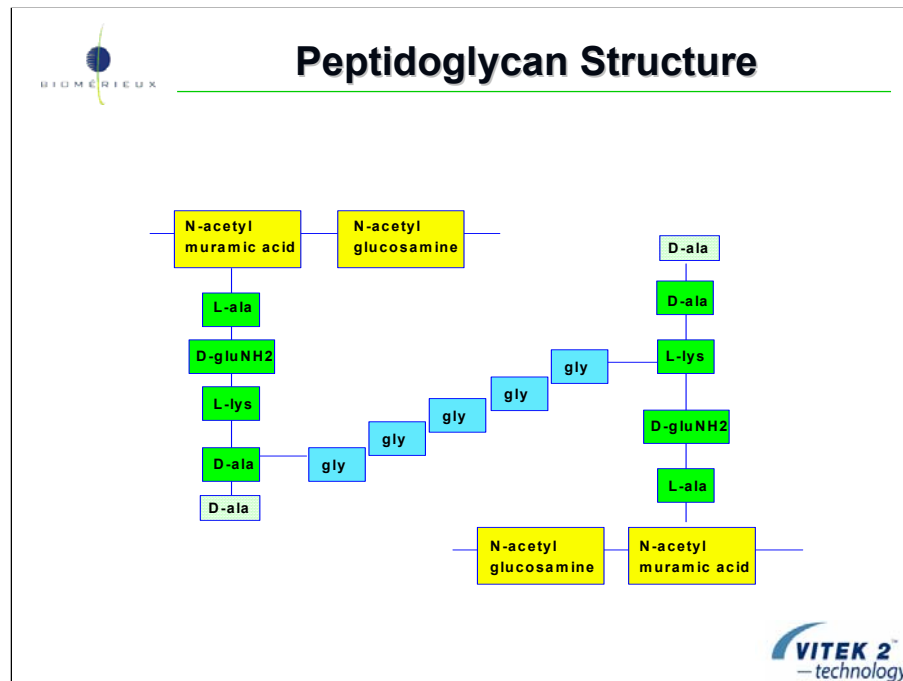 BIOMÉRIEUX
Peptidoglycan Structure
N-acetyl
muramic acid
N-acetyl
glucosamine
L-ala
D-gluNH2
L-lys
D-ala
D-ala
gly
gly
gly
gly
gly
D-ala
D-ala
L-lys
D-gluNH2
L-ala
N-acetyl
glucosamine
N-acetyl
muramic acid
VITEK 2™
technology